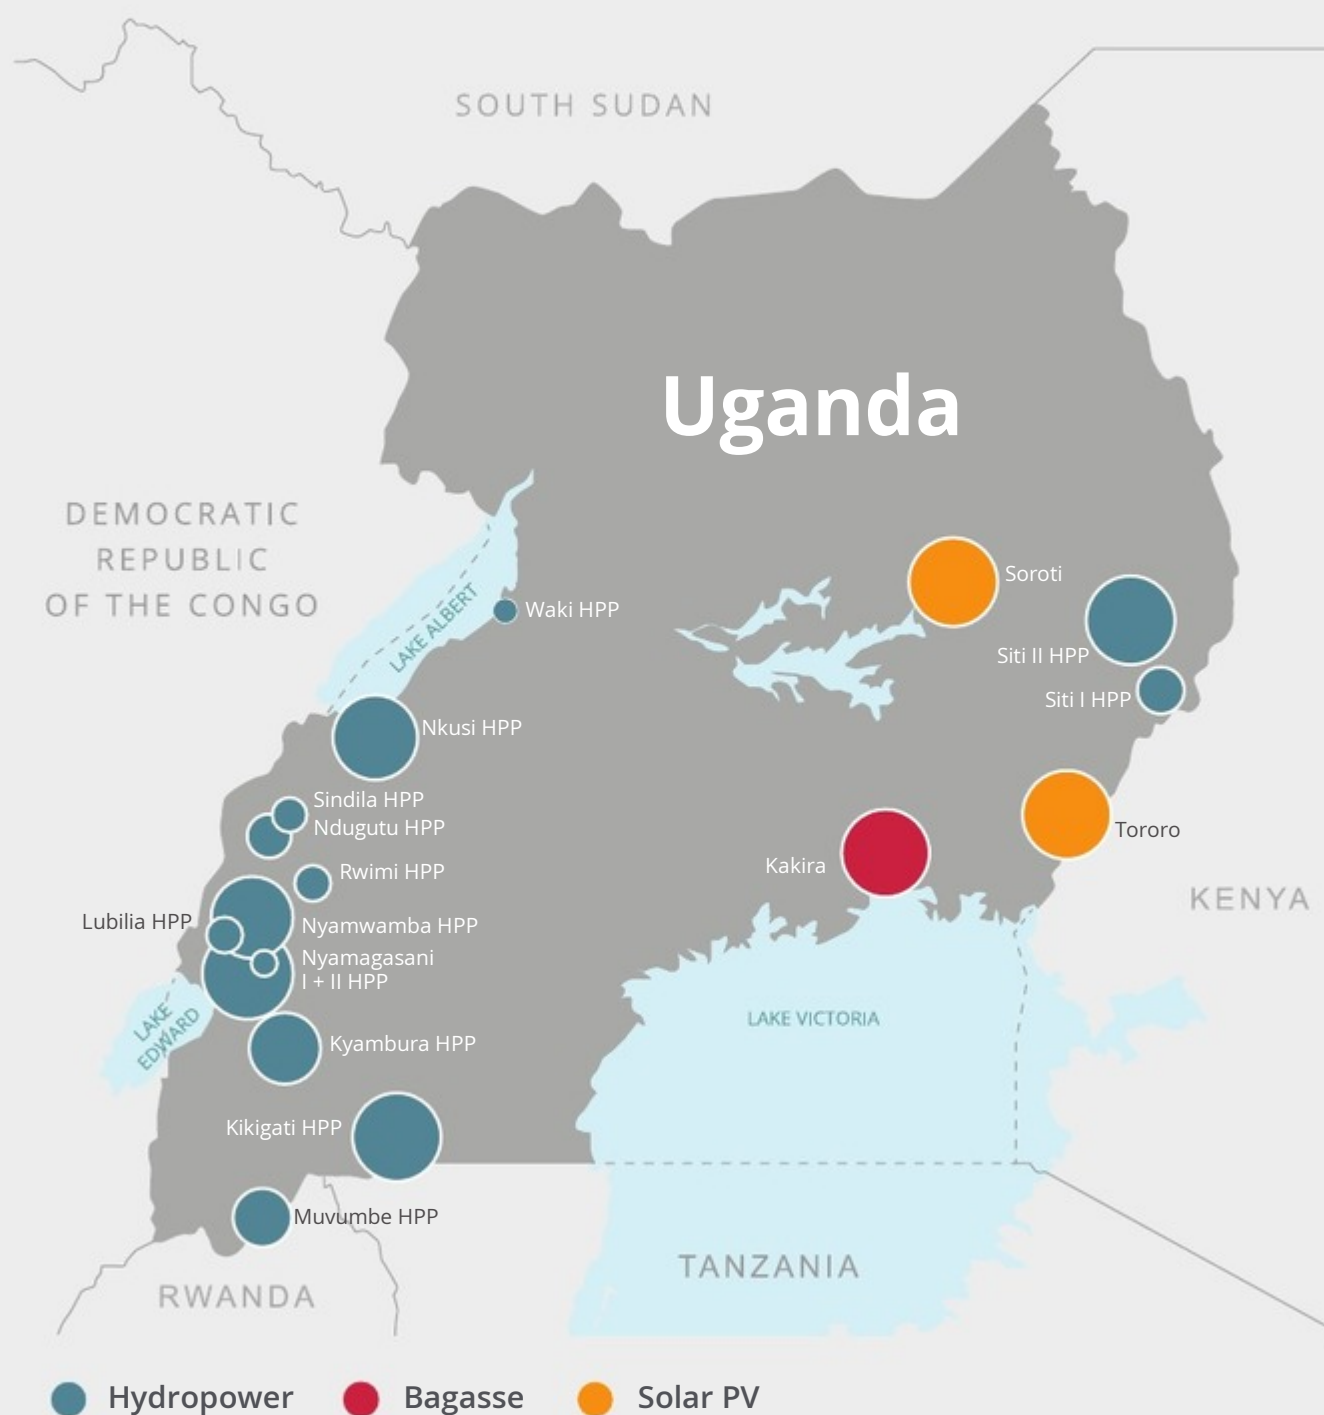 SOUTH SUDAN
Uganda
DEMOCRATIC
REPUBLIC
OF THE CONGO
LAKE ALBERT
Waki HPP
Soroti
Siti II HPP
Siti I HPP
Nkusi HPP
Sindila HPP
Ndugutu HPP
Rwimi HPP
Kakira
Tororo
KENYA
Lubilia HPP
Nyamwamba HPP
Nyamagasani
I + II HPP
LAKE
EDWARD
LAKE VICTORIA
Kyambura HPP
Kikigati HPP
Muvumbe HPP
TANZANIA
RWANDA
Hydropower
Bagasse
Solar PV